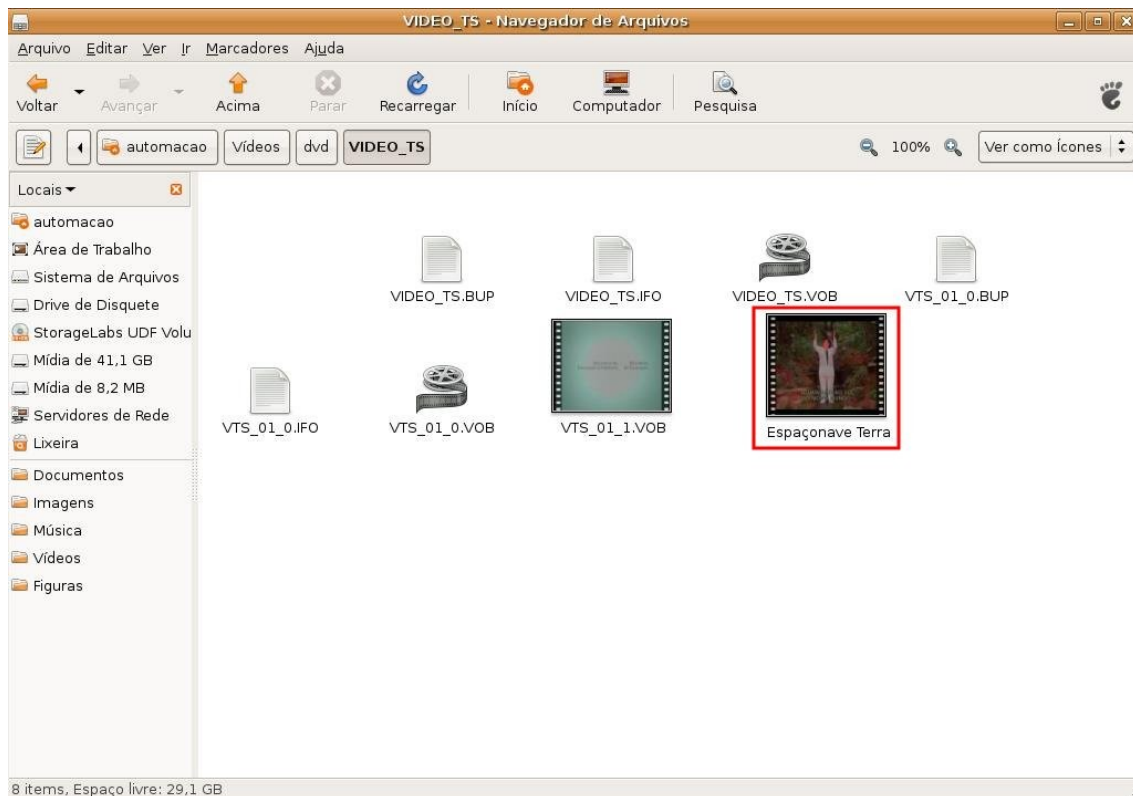 VIDEO_TS - Navegador de Arquivos
Arquivo Editar Ver Ir Marcadores Ajuda
Voltar Avançar Acima Parar Recarregar Início Computador Pesquisa
automacao Vídeos dvd VIDEO_TS 100% Ver como Ícones
Locais
automacao
Área de Trabalho
Sistema de Arquivos
Drive de Disquete
StorageLabs UDF Volu
Mídia de 41,1 GB
Mídia de 8,2 MB
Servidores de Rede
Lixeira
Documentos
Imagens
Música
Vídeos
Figuras
VIDEO_TS.BUP VIDEO_TS.IFO VIDEO_TS.VOB VTS_01_0.BUP
VTS_01_0.IFO VTS_01_0.VOB VTS_01_1.VOB Espaçonave Terra
8 items, Espaço livre: 29,1 GB